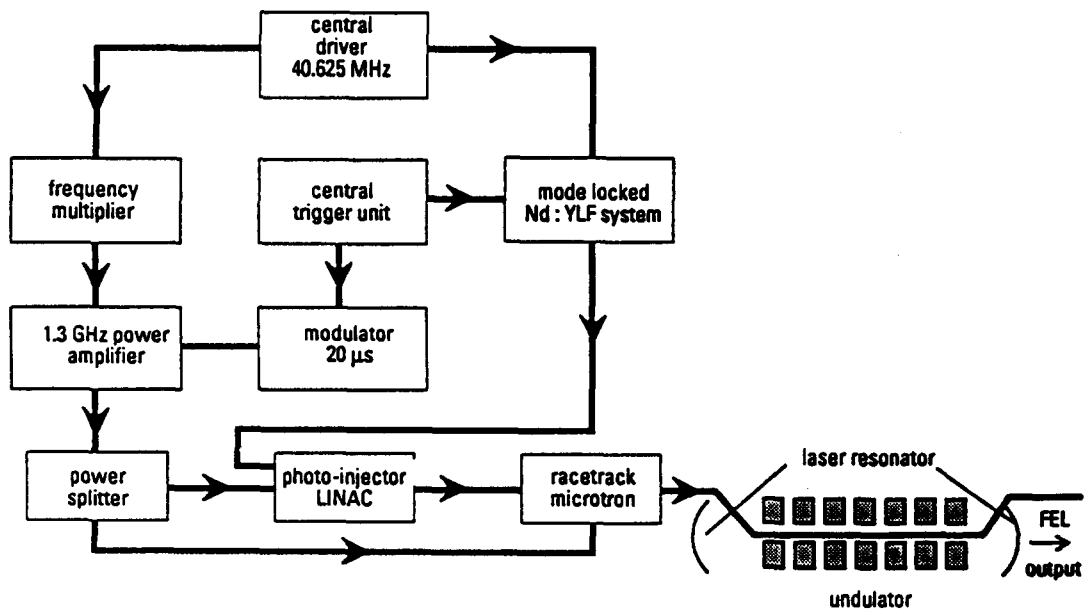 central
driver
40.625 MHz
frequency
multiplier
central
trigger unit
mode locked
Nd : YLF system
1.3 GHz power
amplifier
modulator
20 µs
power
splitter
photo-injector
LINAC
racetrack
microtron
laser resonator
FEL
output
undulator